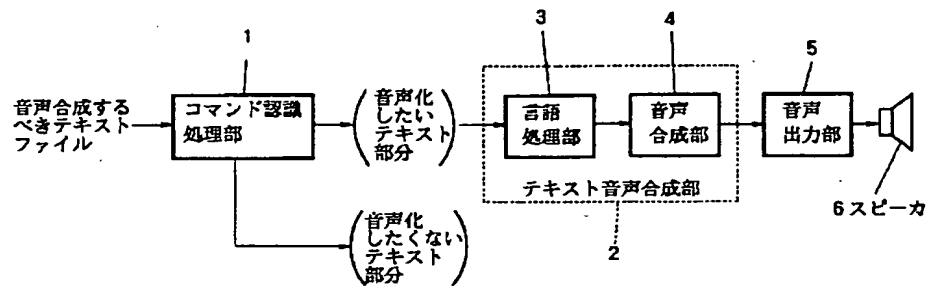 1
3
4
5
音声合成する
べきテキスト
ファイル
コマンド認識
処理部
音声化
したい
テキスト
部分
言語
処理部
音声
合成部
音声
出力部
テキスト音声合成部
6スピーカ
音声化
したくない
テキスト
部分
2